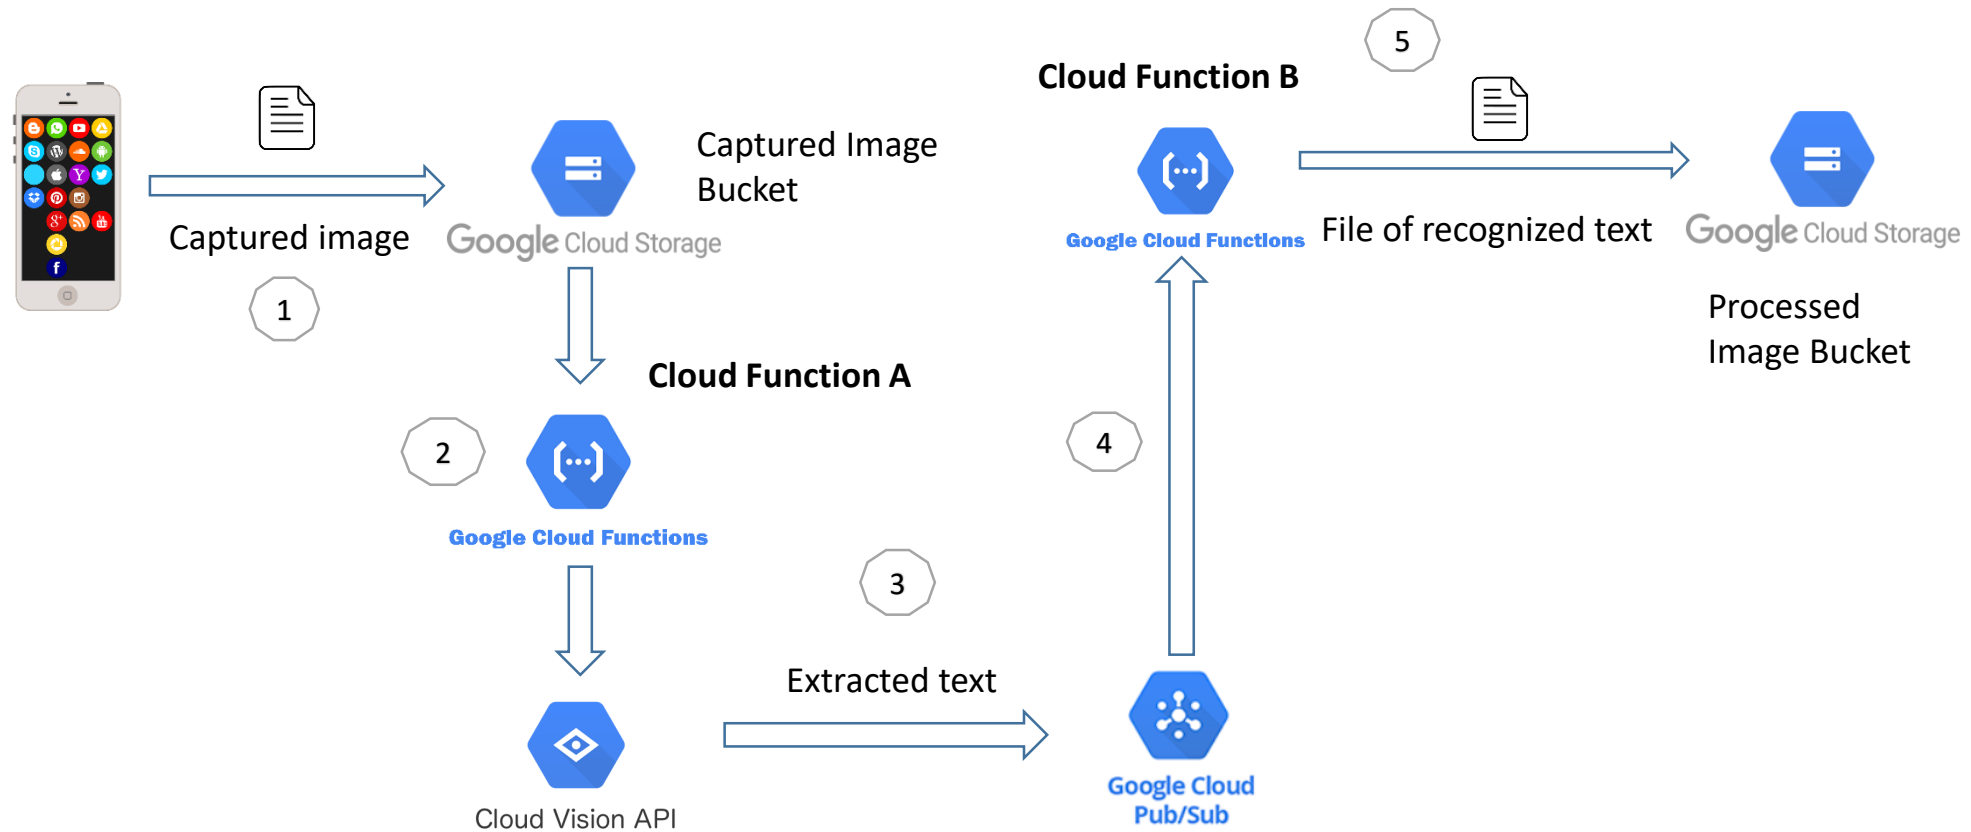 Captured image
1
Google Cloud Storage
Captured Image
Bucket
Cloud Function A
2
Google Cloud Functions
Cloud Vision API
3
Extracted text
Google Cloud
Pub/Sub
4
Cloud Function B
Google Cloud Functions
5
File of recognized text
Google Cloud Storage
Processed
Image Bucket